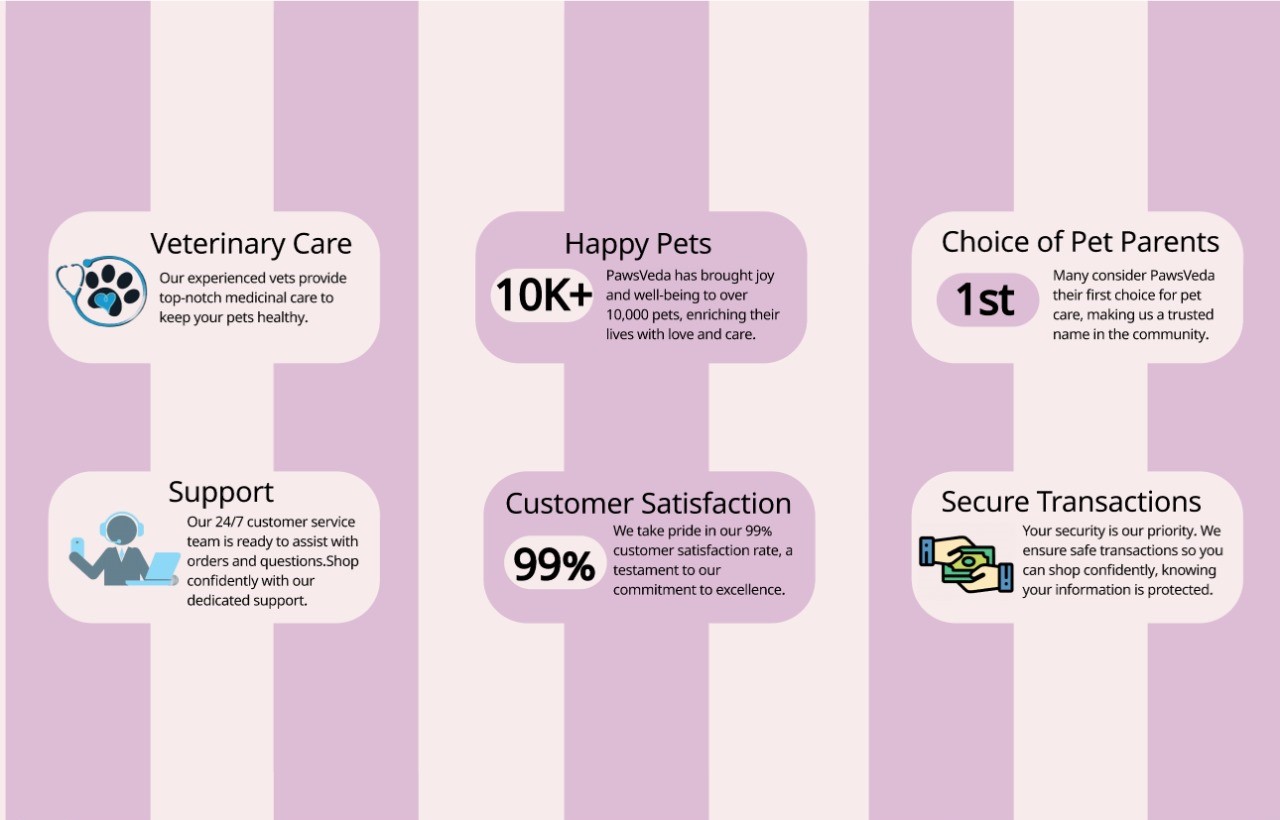 Veterinary Care
Our experienced vets provide
top-notch medicinal care to
keep your pets healthy.
Happy Pets
10K+
PawsVeda has brought joy
and well-being to over
10,000 pets, enriching their
lives with love and care.
Choice of Pet Parents
1st
Many consider PawsVeda
their first choice for pet
care, making us a trusted
name in the community.
Support
Our 24/7 customer service
team is ready to assist with
orders and questions.Shop
confidently with our
dedicated support.
Customer Satisfaction
99%
We take pride in our 99%
customer satisfaction rate, a
testament to our
commitment to excellence.
Secure Transactions
Your security is our priority. We
ensure safe transactions so you
can shop confidently, knowing
your information is protected.